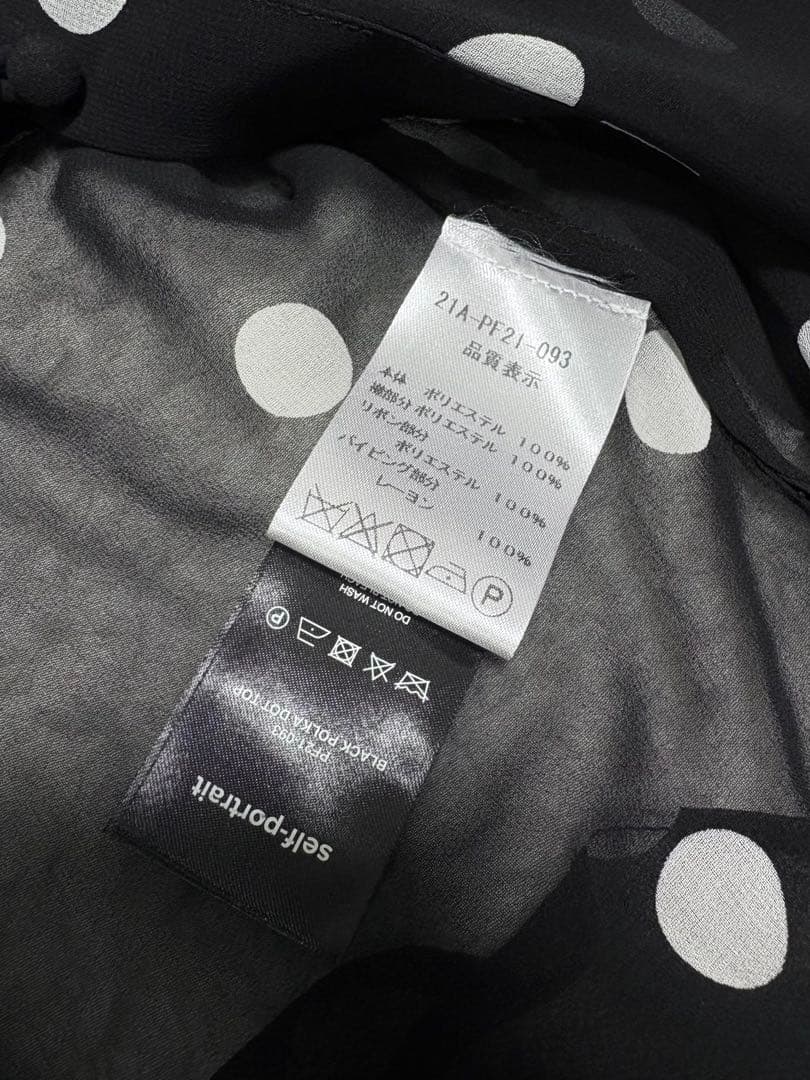 21A-PF21-093
品質表示
本体 ポリエステル 100%
襟部分 ポリエステル 100%
リボン部分
ポリエステル 100%
パイピング部分
レーヨン 100%
P
self-portrait
PF21-093
BLACK POLKA DOT TOP
P
DO NOT WASH